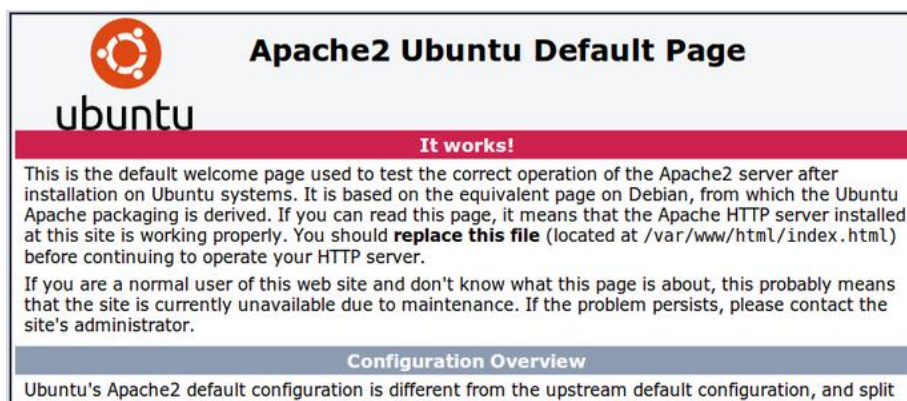 Apache2 Ubuntu Default Page
ubuntu
It works!
This is the default welcome page used to test the correct operation of the Apache2 server after
installation on Ubuntu systems. It is based on the equivalent page on Debian, from which the Ubuntu
Apache packaging is derived. If you can read this page, it means that the Apache HTTP server installed
at this site is working properly. You should replace this file (located at /var/www/html/index.html)
before continuing to operate your HTTP server.
If you are a normal user of this web site and don't know what this page is about, this probably means
that the site is currently unavailable due to maintenance. If the problem persists, please contact the
site's administrator.
Configuration Overview
Ubuntu's Apache2 default configuration is different from the upstream default configuration, and split